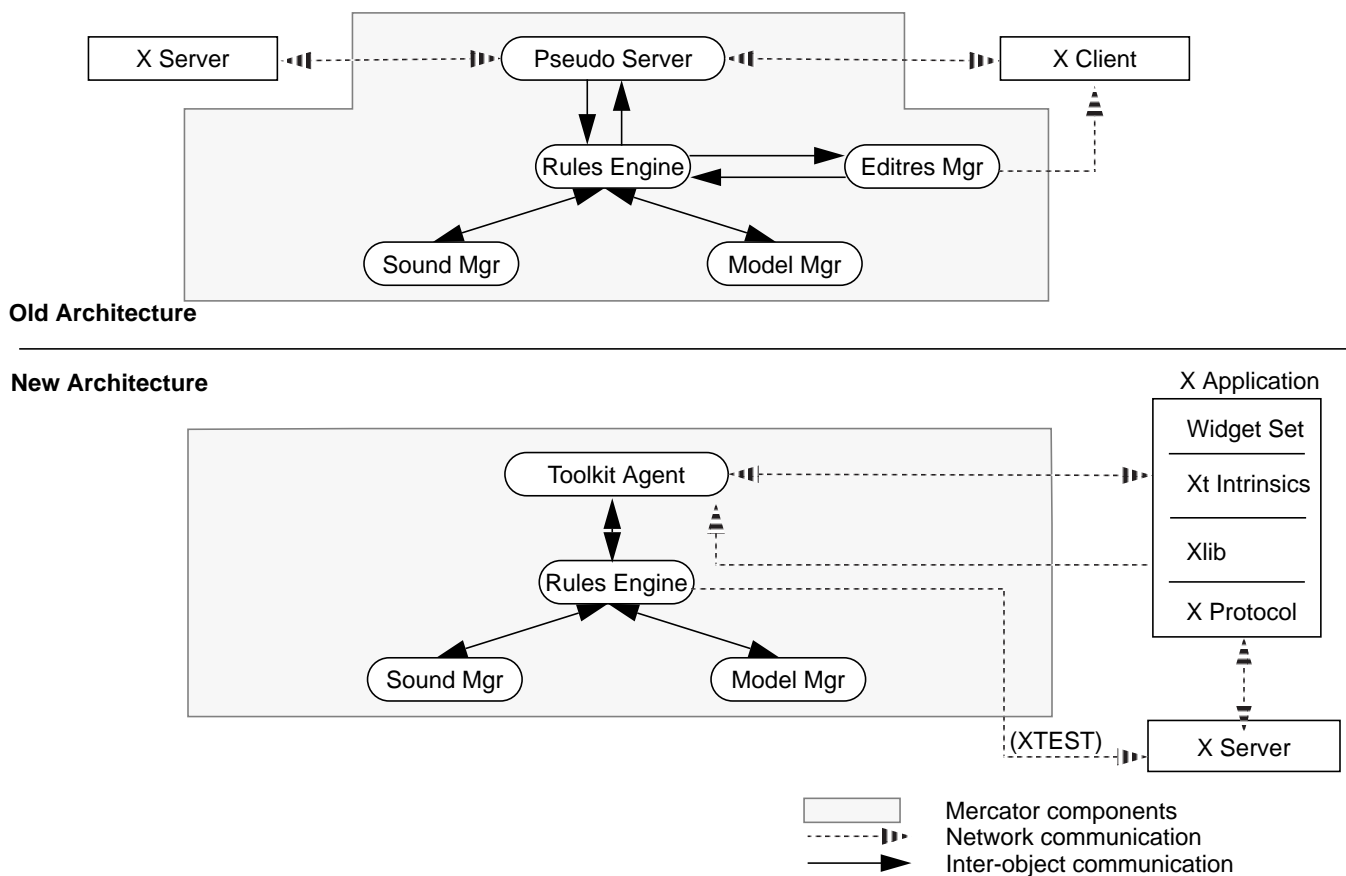 X Server
Pseudo Server
X Client
Rules Engine
Editres Mgr
Sound Mgr
Model Mgr
Old Architecture
New Architecture
X Application
Widget Set
Toolkit Agent
Xt Intrinsics
Xlib
Rules Engine
X Protocol
Sound Mgr
Model Mgr
(XTEST)
X Server
Mercator components
Network communication
Inter-object communication